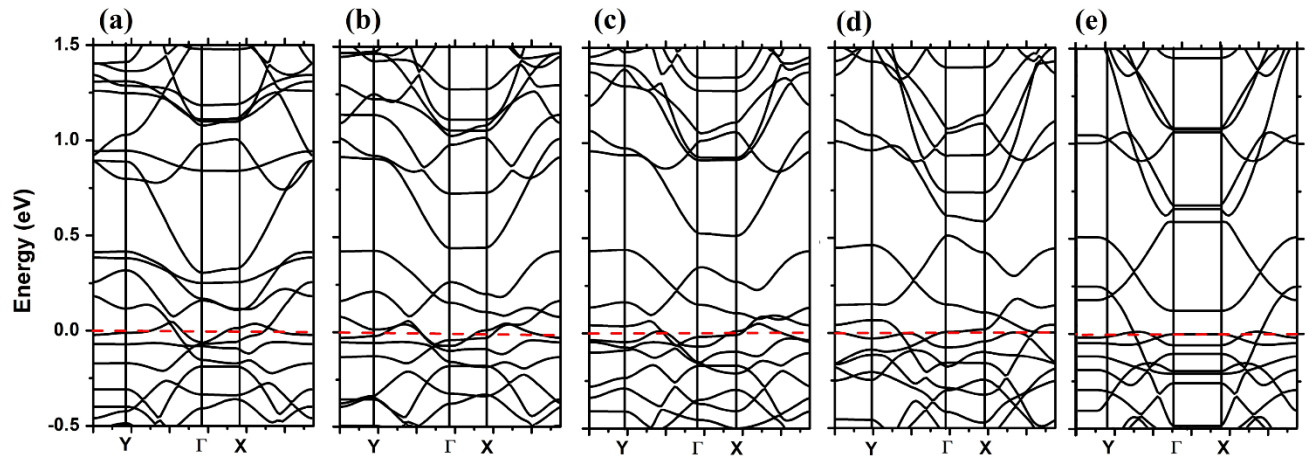 (a) (b) (c) (d) (e)
Energy (eV)
1.5
1.0
0.5
0.0
-0.5
Y Γ X Y Γ X Y Γ X Y Γ X Y Γ X